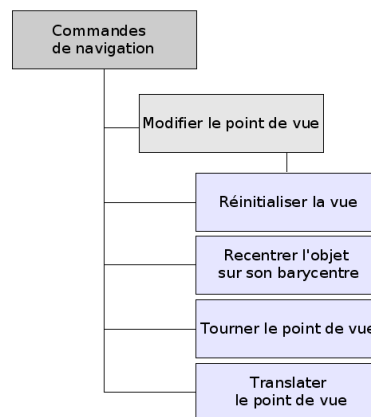 Commandes
de navigation
Modifier le point de vue
Réinitialiser la vue
Recentrer l'objet
sur son barycentre
Tourner le point de vue
Translater
le point de vue